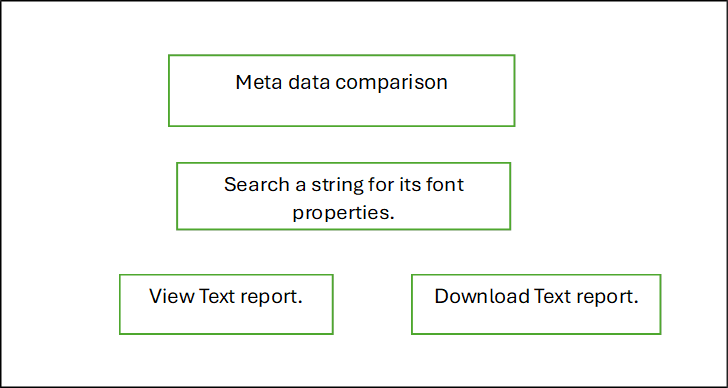 Meta data comparison
Search a string for its font
properties.
View Text report.
Download Text report.